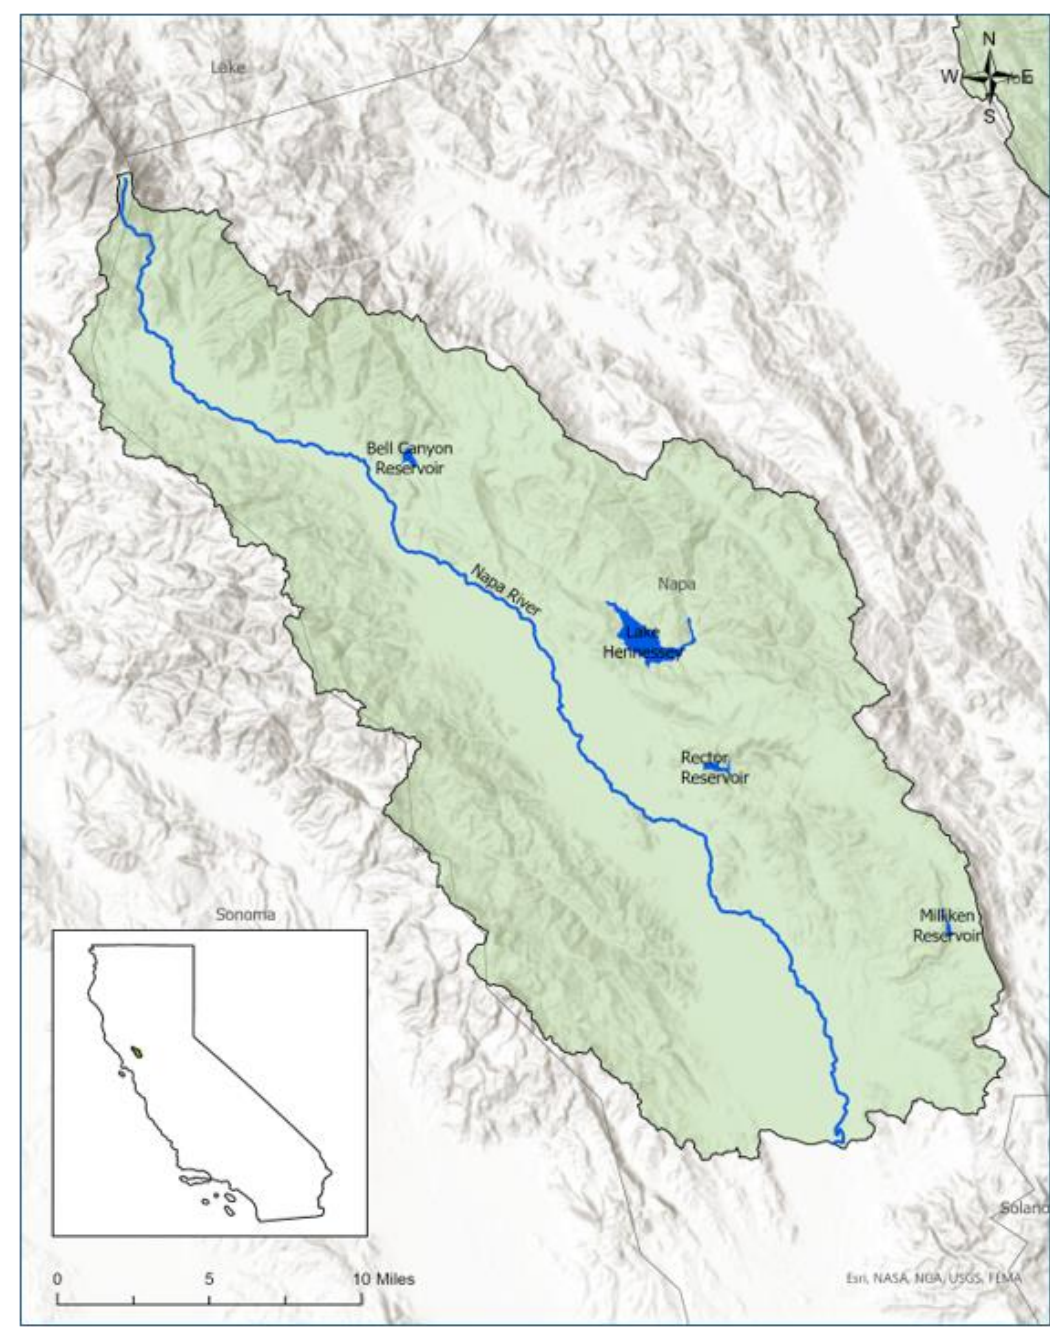 Lake
N
W
E
S
Bell Canyon
Reservoir
Napa River
Napa
Lake
Hennessey
Rector
Reservoir
Milliken
Reservoir
Sonoma
Solano
0
5
10 Miles
Esri, NASA, NGA, USGS, FEMA